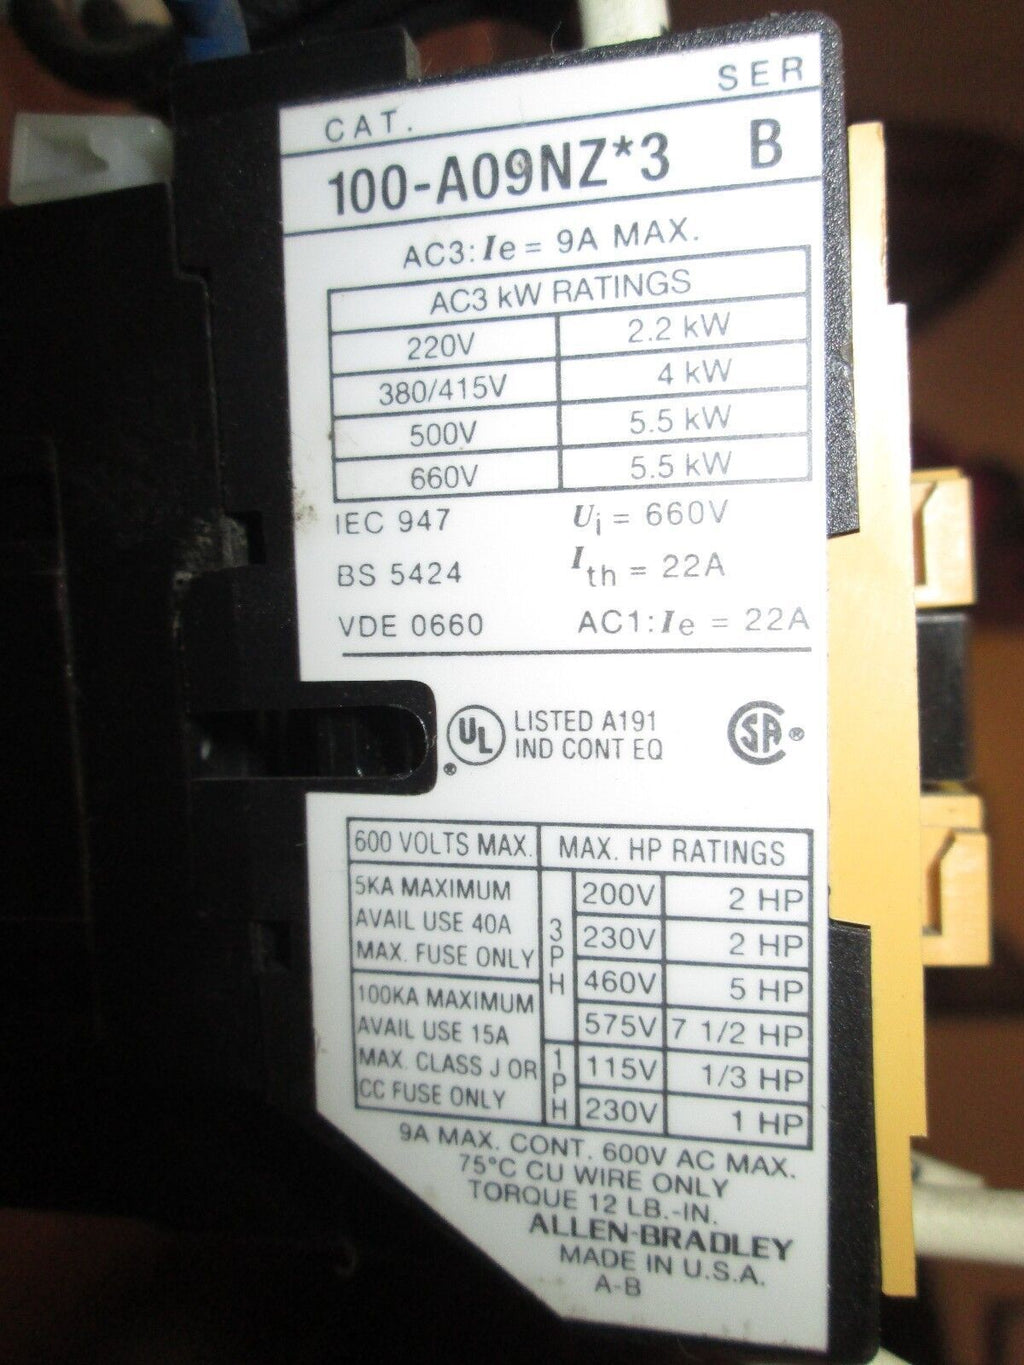 CAT. SER
100-A09NZ*3 B
AC3: Ie = 9A MAX.
AC3 kW RATINGS
220V 2.2 kW
380/415V 4 kW
500V 5.5 kW
660V 5.5 kW
IEC 947 Ui = 660V
BS 5424 Ith = 22A
VDE 0660 AC1: Ie = 22A
UL ® LISTED A191
IND CONT EQ
SA ®
600 VOLTS MAX. MAX. HP RATINGS
5KA MAXIMUM
AVAIL USE 40A
MAX. FUSE ONLY
100KA MAXIMUM
AVAIL USE 15A
MAX. CLASS J OR
CC FUSE ONLY
3PH
200V 2 HP
230V 2 HP
460V 5 HP
575V 7 1/2 HP
1PH
115V 1/3 HP
230V 1 HP
9A MAX. CONT. 600V AC MAX.
75°C CU WIRE ONLY
TORQUE 12 LB.-IN.
ALLEN-BRADLEY
MADE IN U.S.A.
A-B